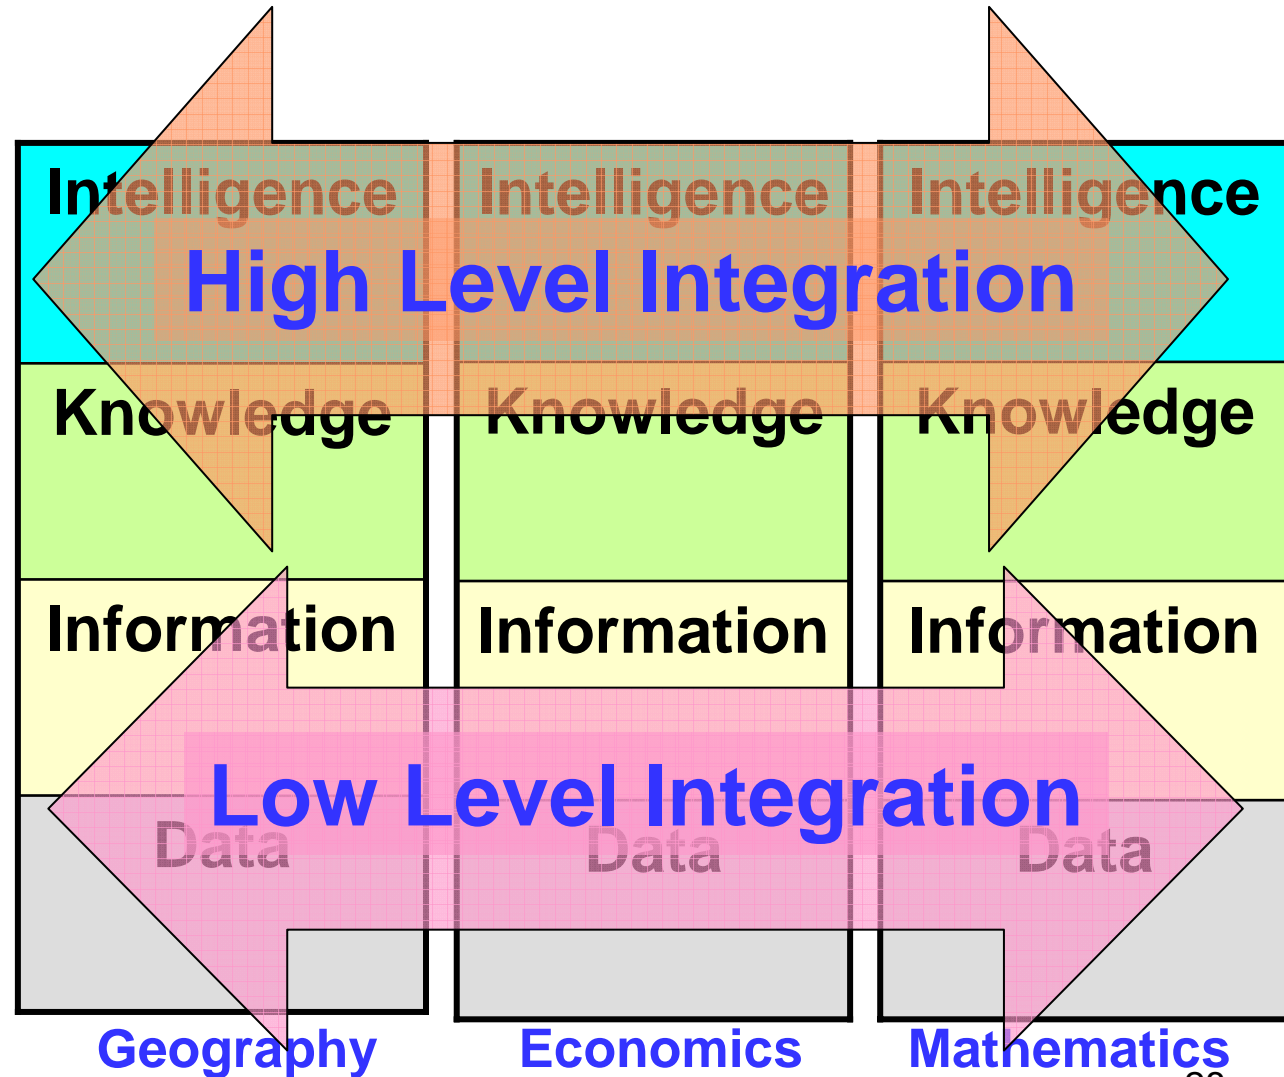 Intelligence Intelligence Intelligence
High Level Integration
Knowledge Knowledge Knowledge
Information Information Information
Low Level Integration
Data Data Data
Geography Economics Mathematics